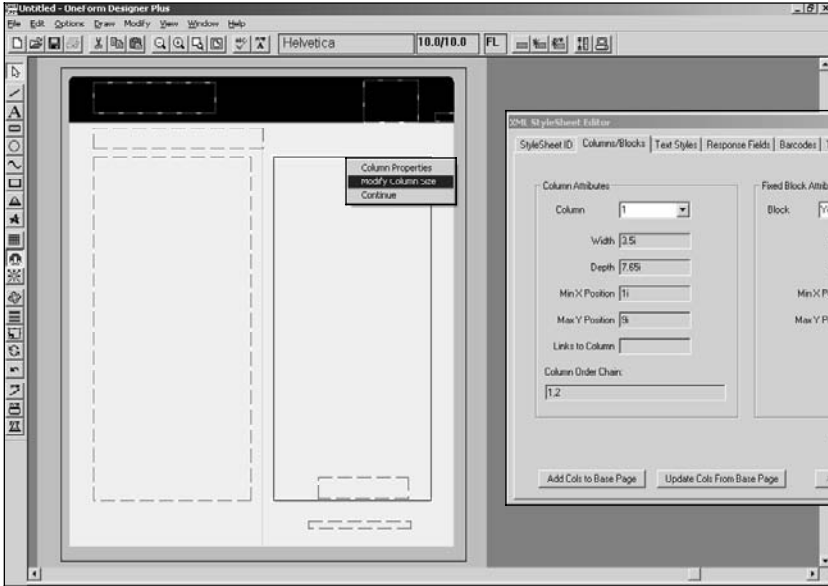 Untitled - OneForm Designer Plus
File Edit Options Draw Modify View Window Help
Helvetica 10.0/10.0 FL
XML StyleSheet Editor
StyleSheet ID Columns/Blocks Text Styles Response Fields Barcodes
Column Properties
Modify Column Size
Continue
Column Attributes
Fixed Block Attrib
Column 1
Block
Width 3.5i
Depth 7.65i
Min X Position 1i
Min X P
Max Y Position 9i
Max Y P
Links to Column
Column Order Chain:
1,2
Add Cols to Base Page
Update Cols From Base Page